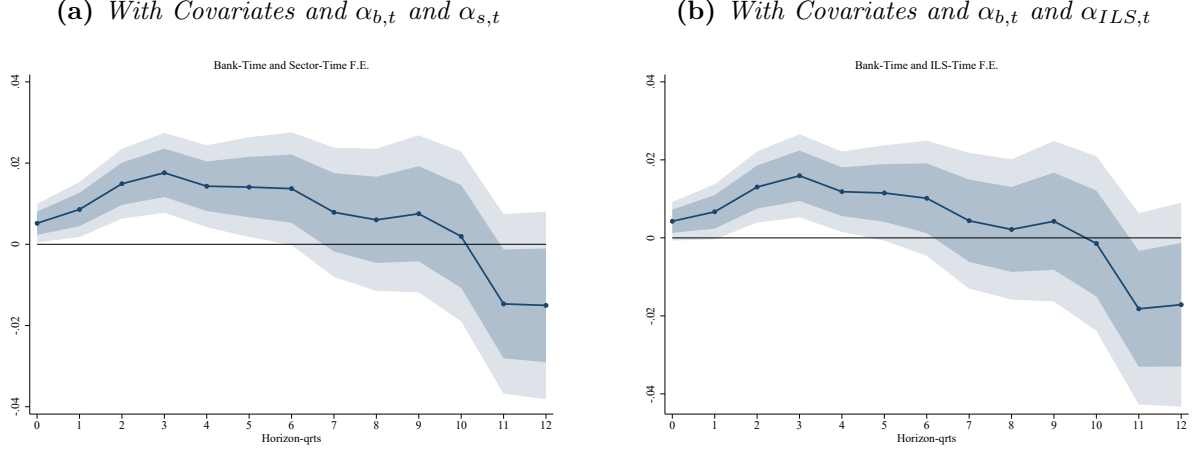 (a) With Covariates and α_{b,t} and α_{s,t}
(b) With Covariates and α_{b,t} and α_{ILS,t}
Bank-Time and Sector-Time F.E.
.04
.02
0
-.02
-.04
0 1 2 3 4 5 6 7 8 9 10 11 12
Horizon-qrts
Bank-Time and ILS-Time F.E.
.04
.02
0
-.02
-.04
0 1 2 3 4 5 6 7 8 9 10 11 12
Horizon-qrts